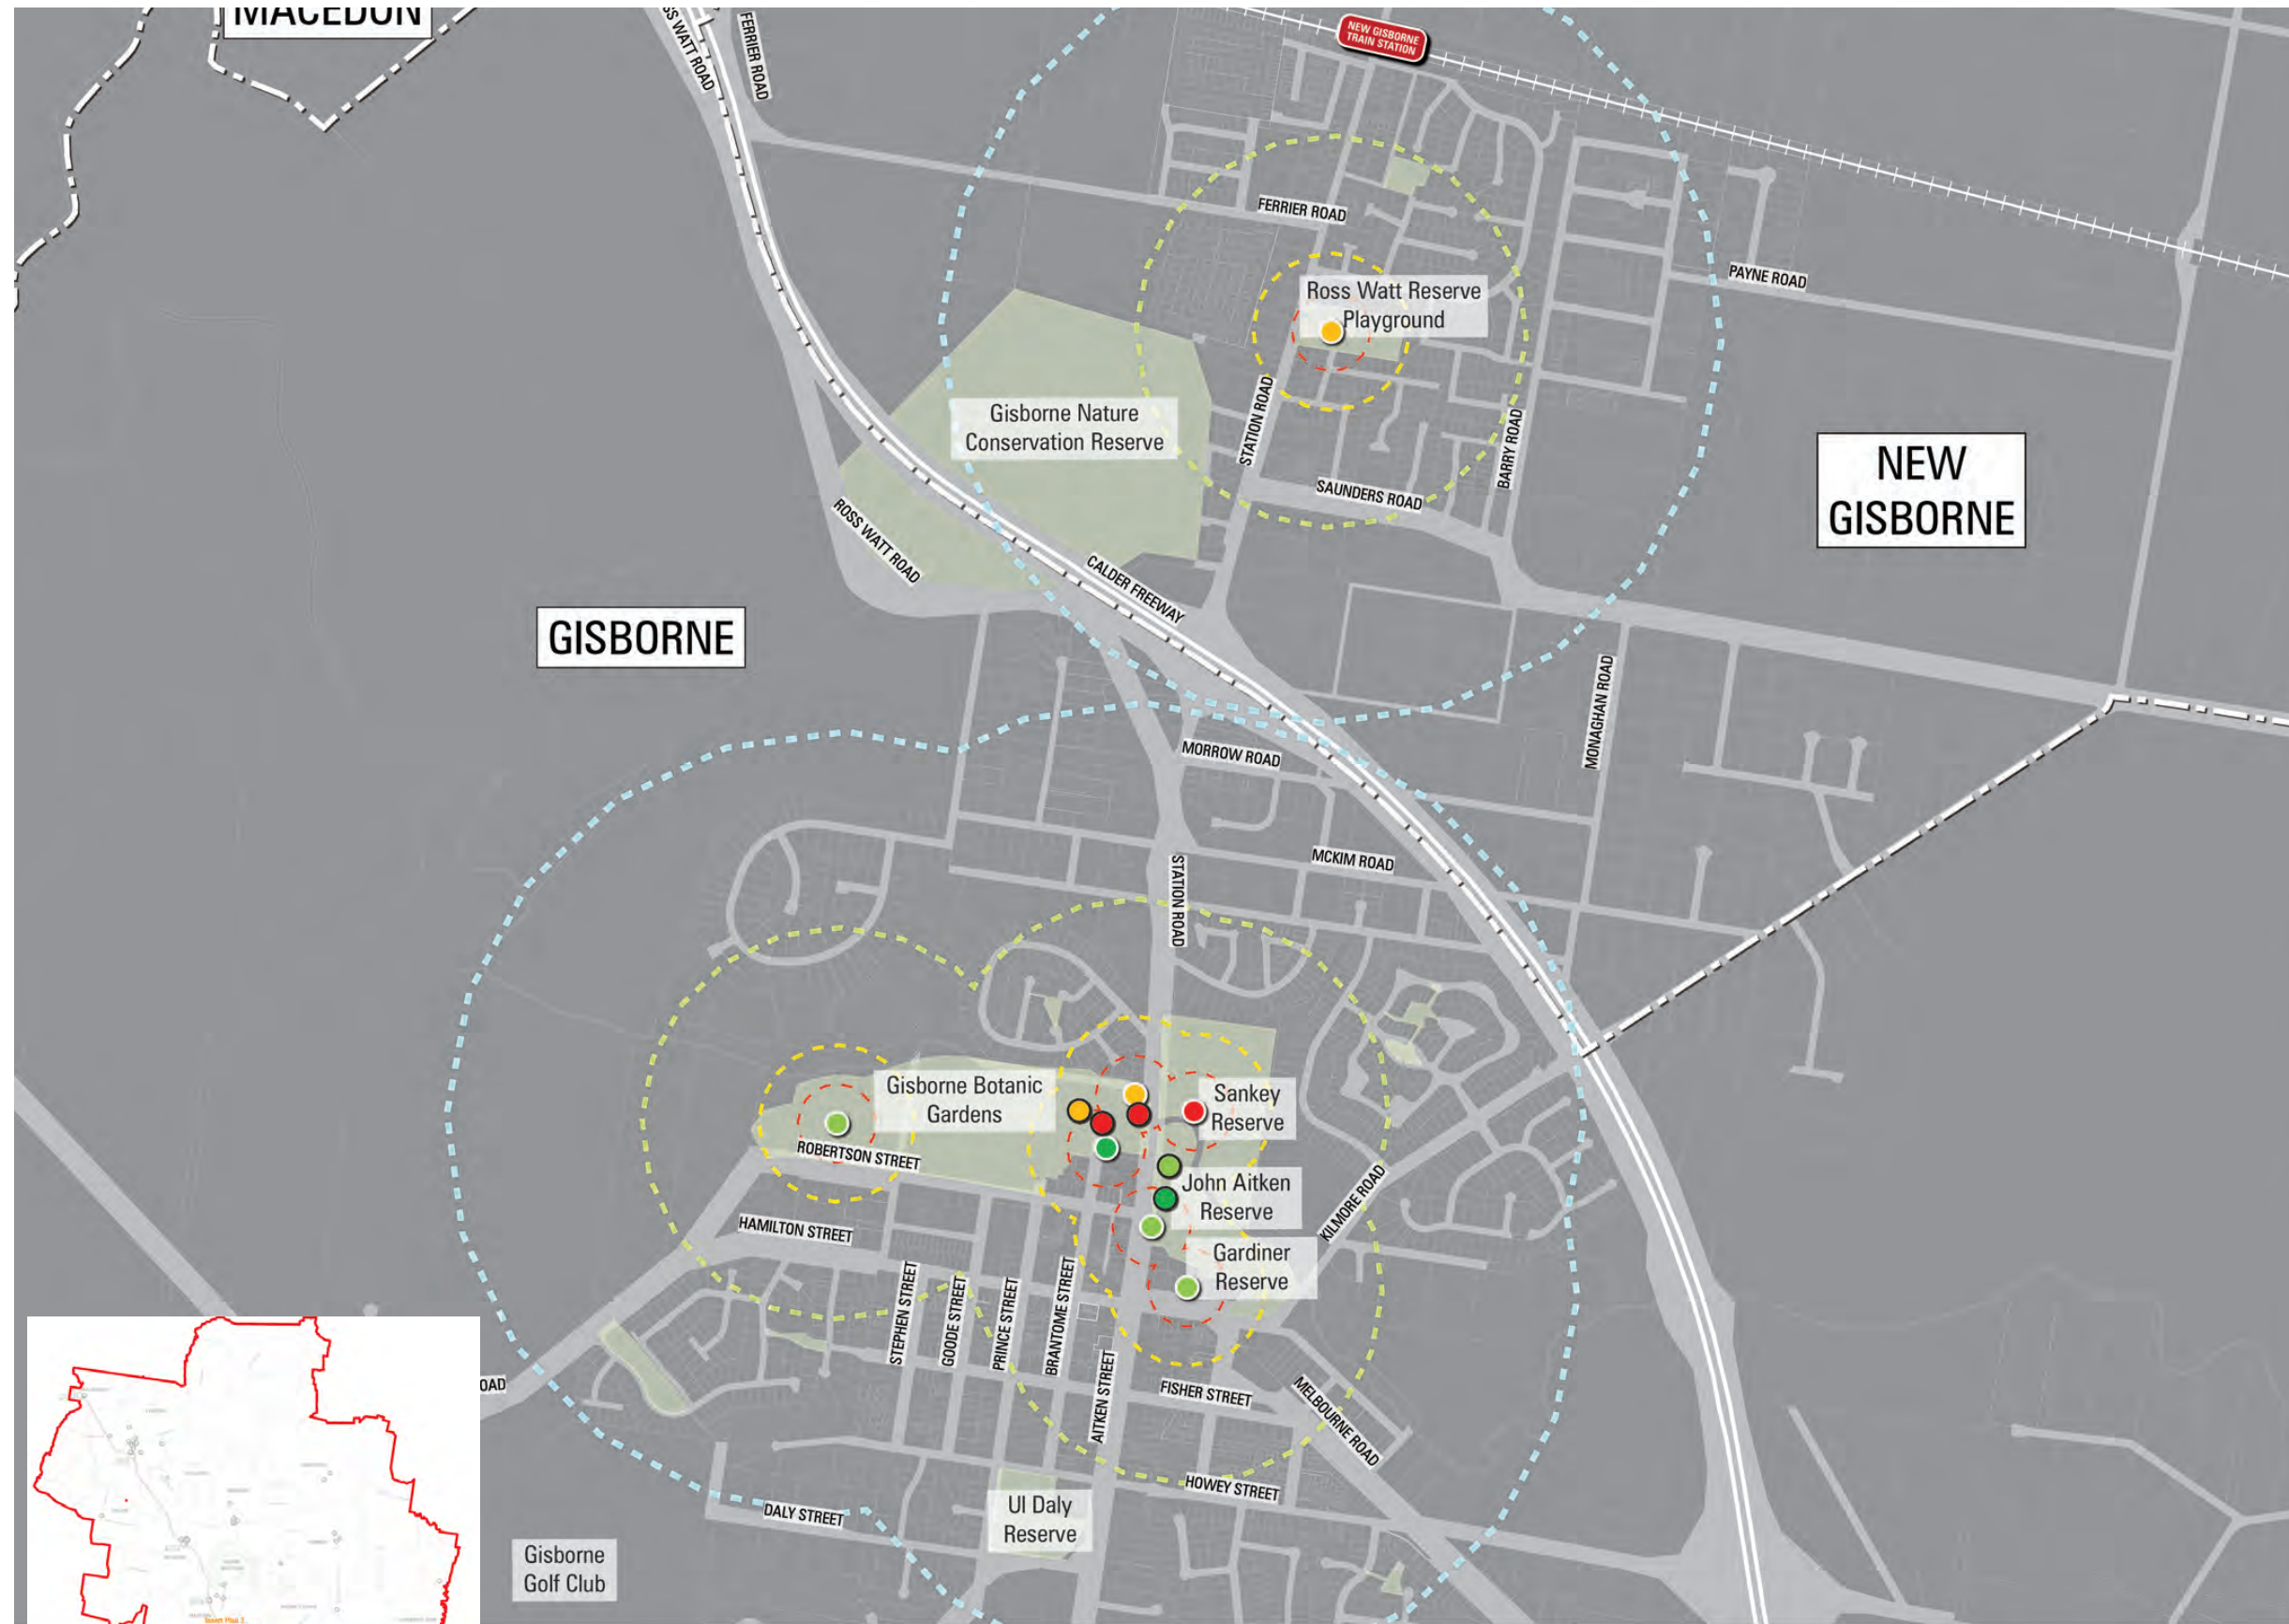 MACEDON
SS WATT ROAD
FERRIER ROAD
NEW GISBORNE
TRAIN STATION
FERRIER ROAD
PAYNE ROAD
Ross Watt Reserve
Playground
Gisborne Nature
Conservation Reserve
STATION ROAD
BARRY ROAD
SAUNDERS ROAD
NEW
GISBORNE
ROSS WATT ROAD
CALDER FREEWAY
GISBORNE
MONAGHAN ROAD
MORROW ROAD
MCKIM ROAD
STATION ROAD
Gisborne Botanic
Gardens
Sankey
Reserve
ROBERTSON STREET
John Aitken
Reserve
KILMORE ROAD
HAMILTON STREET
Gardiner
Reserve
STEPHEN STREET
GOODE STREET
PRINCE STREET
BRANTOME STREET
AITKEN STREET
FISHER STREET
MELBOURNE ROAD
OAD
HOWEY STREET
UI Daly
Reserve
DALY STREET
Gisborne
Golf Club